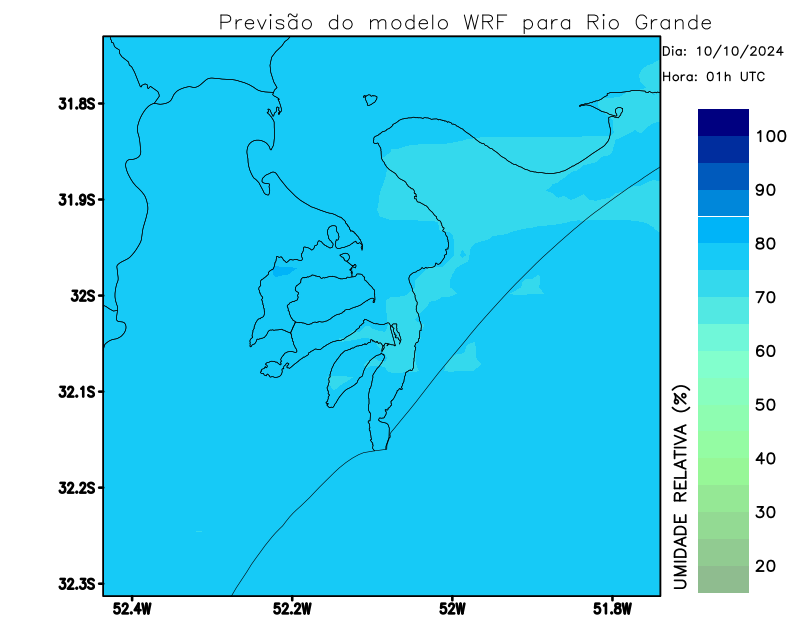 Previsão do modelo WRF para Rio Grande
Dia: 10/10/2024
Hora: 01h UTC
31.8S
31.9S
32S
32.1S
32.2S
32.3S
52.4W
52.2W
52W
51.8W
100
90
80
70
60
50
40
30
20
UMIDADE RELATIVA (%)